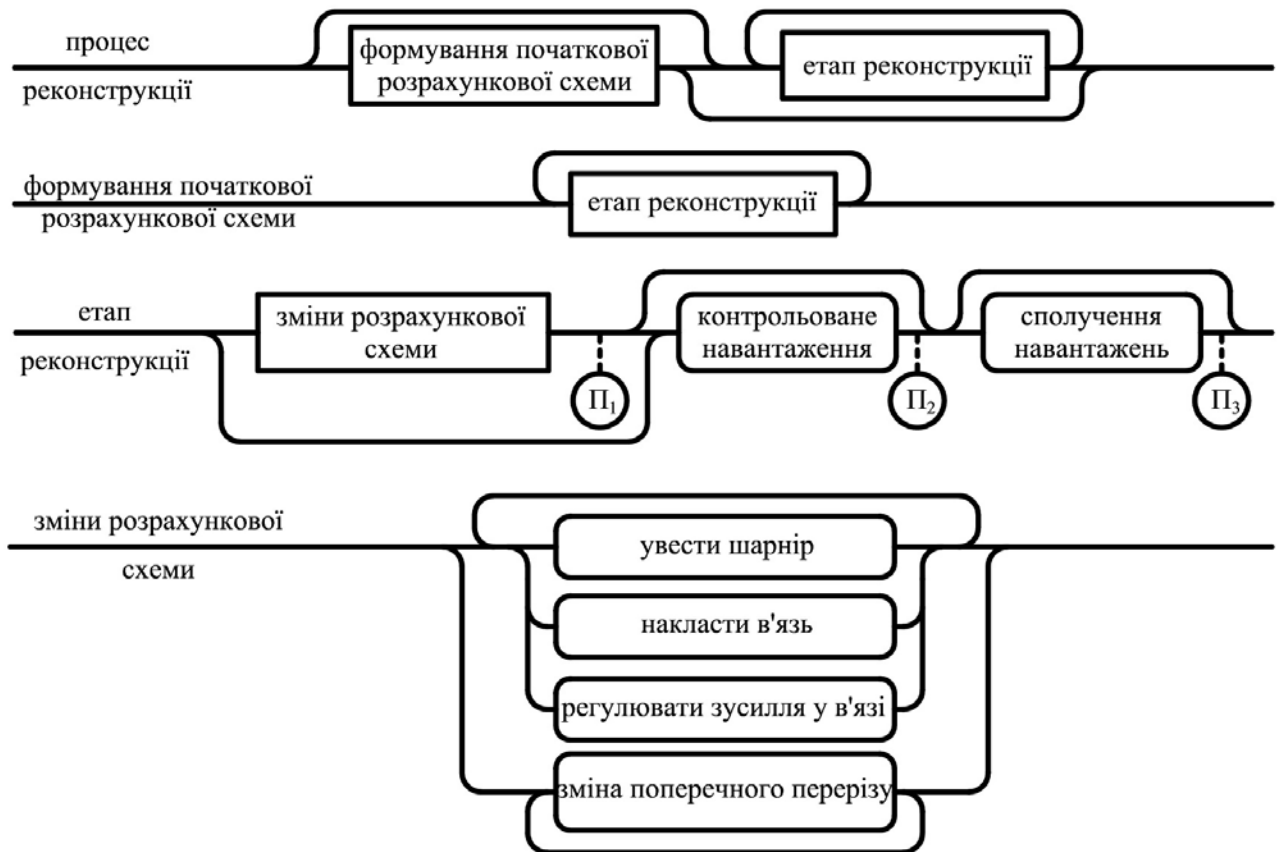 процес
реконструкції
формування початкової
розрахункової схеми
етап реконструкції
формування початкової
розрахункової схеми
етап реконструкції
етап
реконструкції
зміни розрахункової
схеми
П₁
контрольоване
навантаження
П₂
сполучення
навантажень
П₃
зміни розрахункової
схеми
увести шарнір
накласти в'язь
регулювати зусилля у в'язі
зміна поперечного перерізу